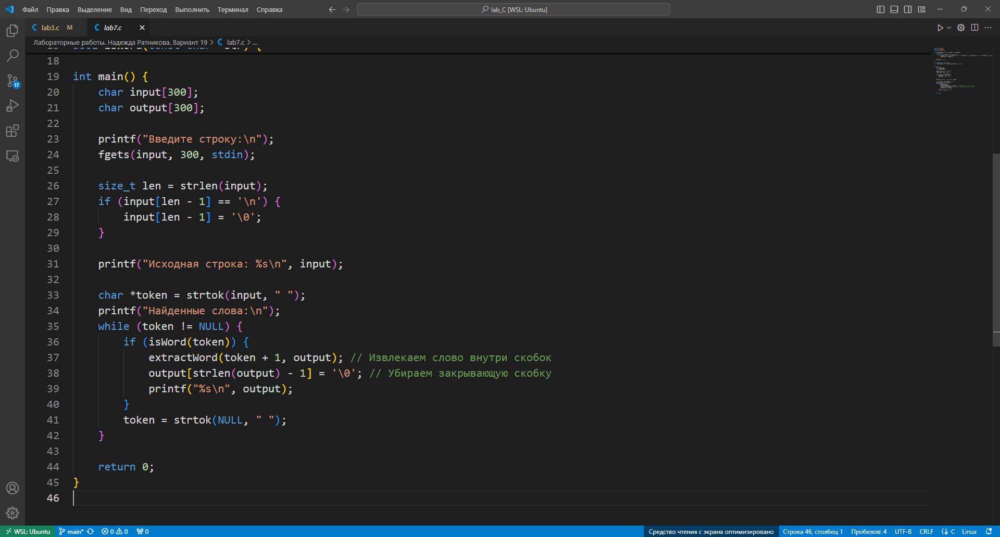 Файл Правка Выделение Вид Переход Выполнить Терминал Справка lab_C [WSL: Ubuntu]
lab3.c M lab7.c
Лабораторные работы. Надежда Ратникова. Вариант 19 > lab7.c > ...
18
19 int main() {
20 char input[300];
21 char output[300];
22
23 printf("Введите строку:\n");
24 fgets(input, 300, stdin);
25
26 size_t len = strlen(input);
27 if (input[len - 1] == '\n') {
28 input[len - 1] = '\0';
29 }
30
31 printf("Исходная строка: %s\n", input);
32
33 char *token = strtok(input, " ");
34 printf("Найденные слова:\n");
35 while (token != NULL) {
36 if (isWord(token)) {
37 extractWord(token + 1, output); // Извлекаем слово внутри скобок
38 output[strlen(output) - 1] = '\0'; // Убираем закрывающую скобку
39 printf("%s\n", output);
40 }
41 token = strtok(NULL, " ");
42 }
43
44 return 0;
45 }
46
17
WSL: Ubuntu main* 0 0 0 Средство чтения с экрана оптимизировано Строка 46, столбец 1 Пробелов: 4 UTF-8 CRLF {} C Linux